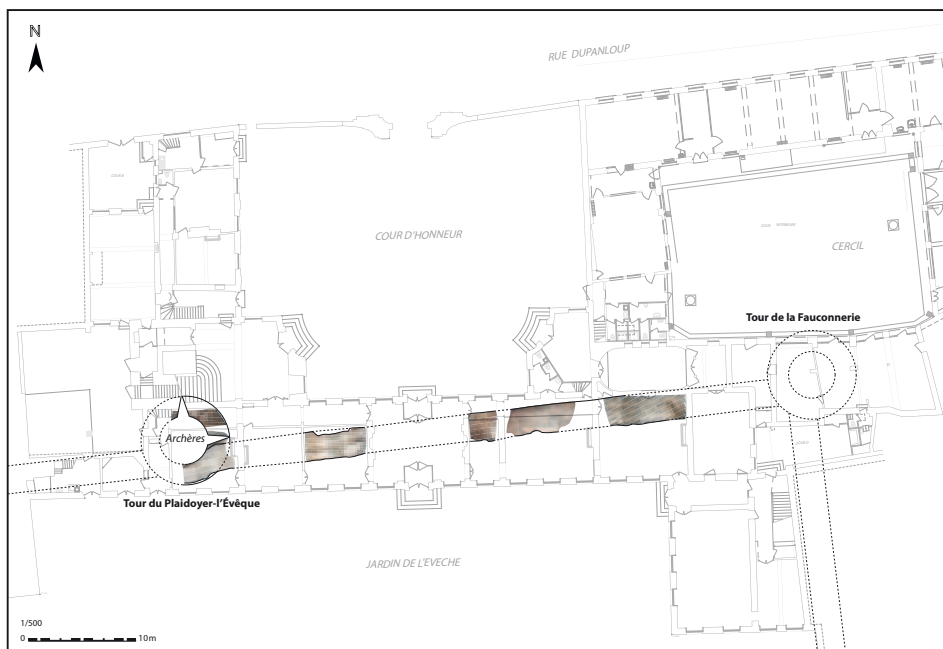 N
RUE DUPANLOUP
COUR D'HONNEUR
CERCIL
Tour de la Fauconnerie
Archères
Tour du Plaidoyer-l'Évêque
JARDIN DE L'EVECHE
1/500
0 10m